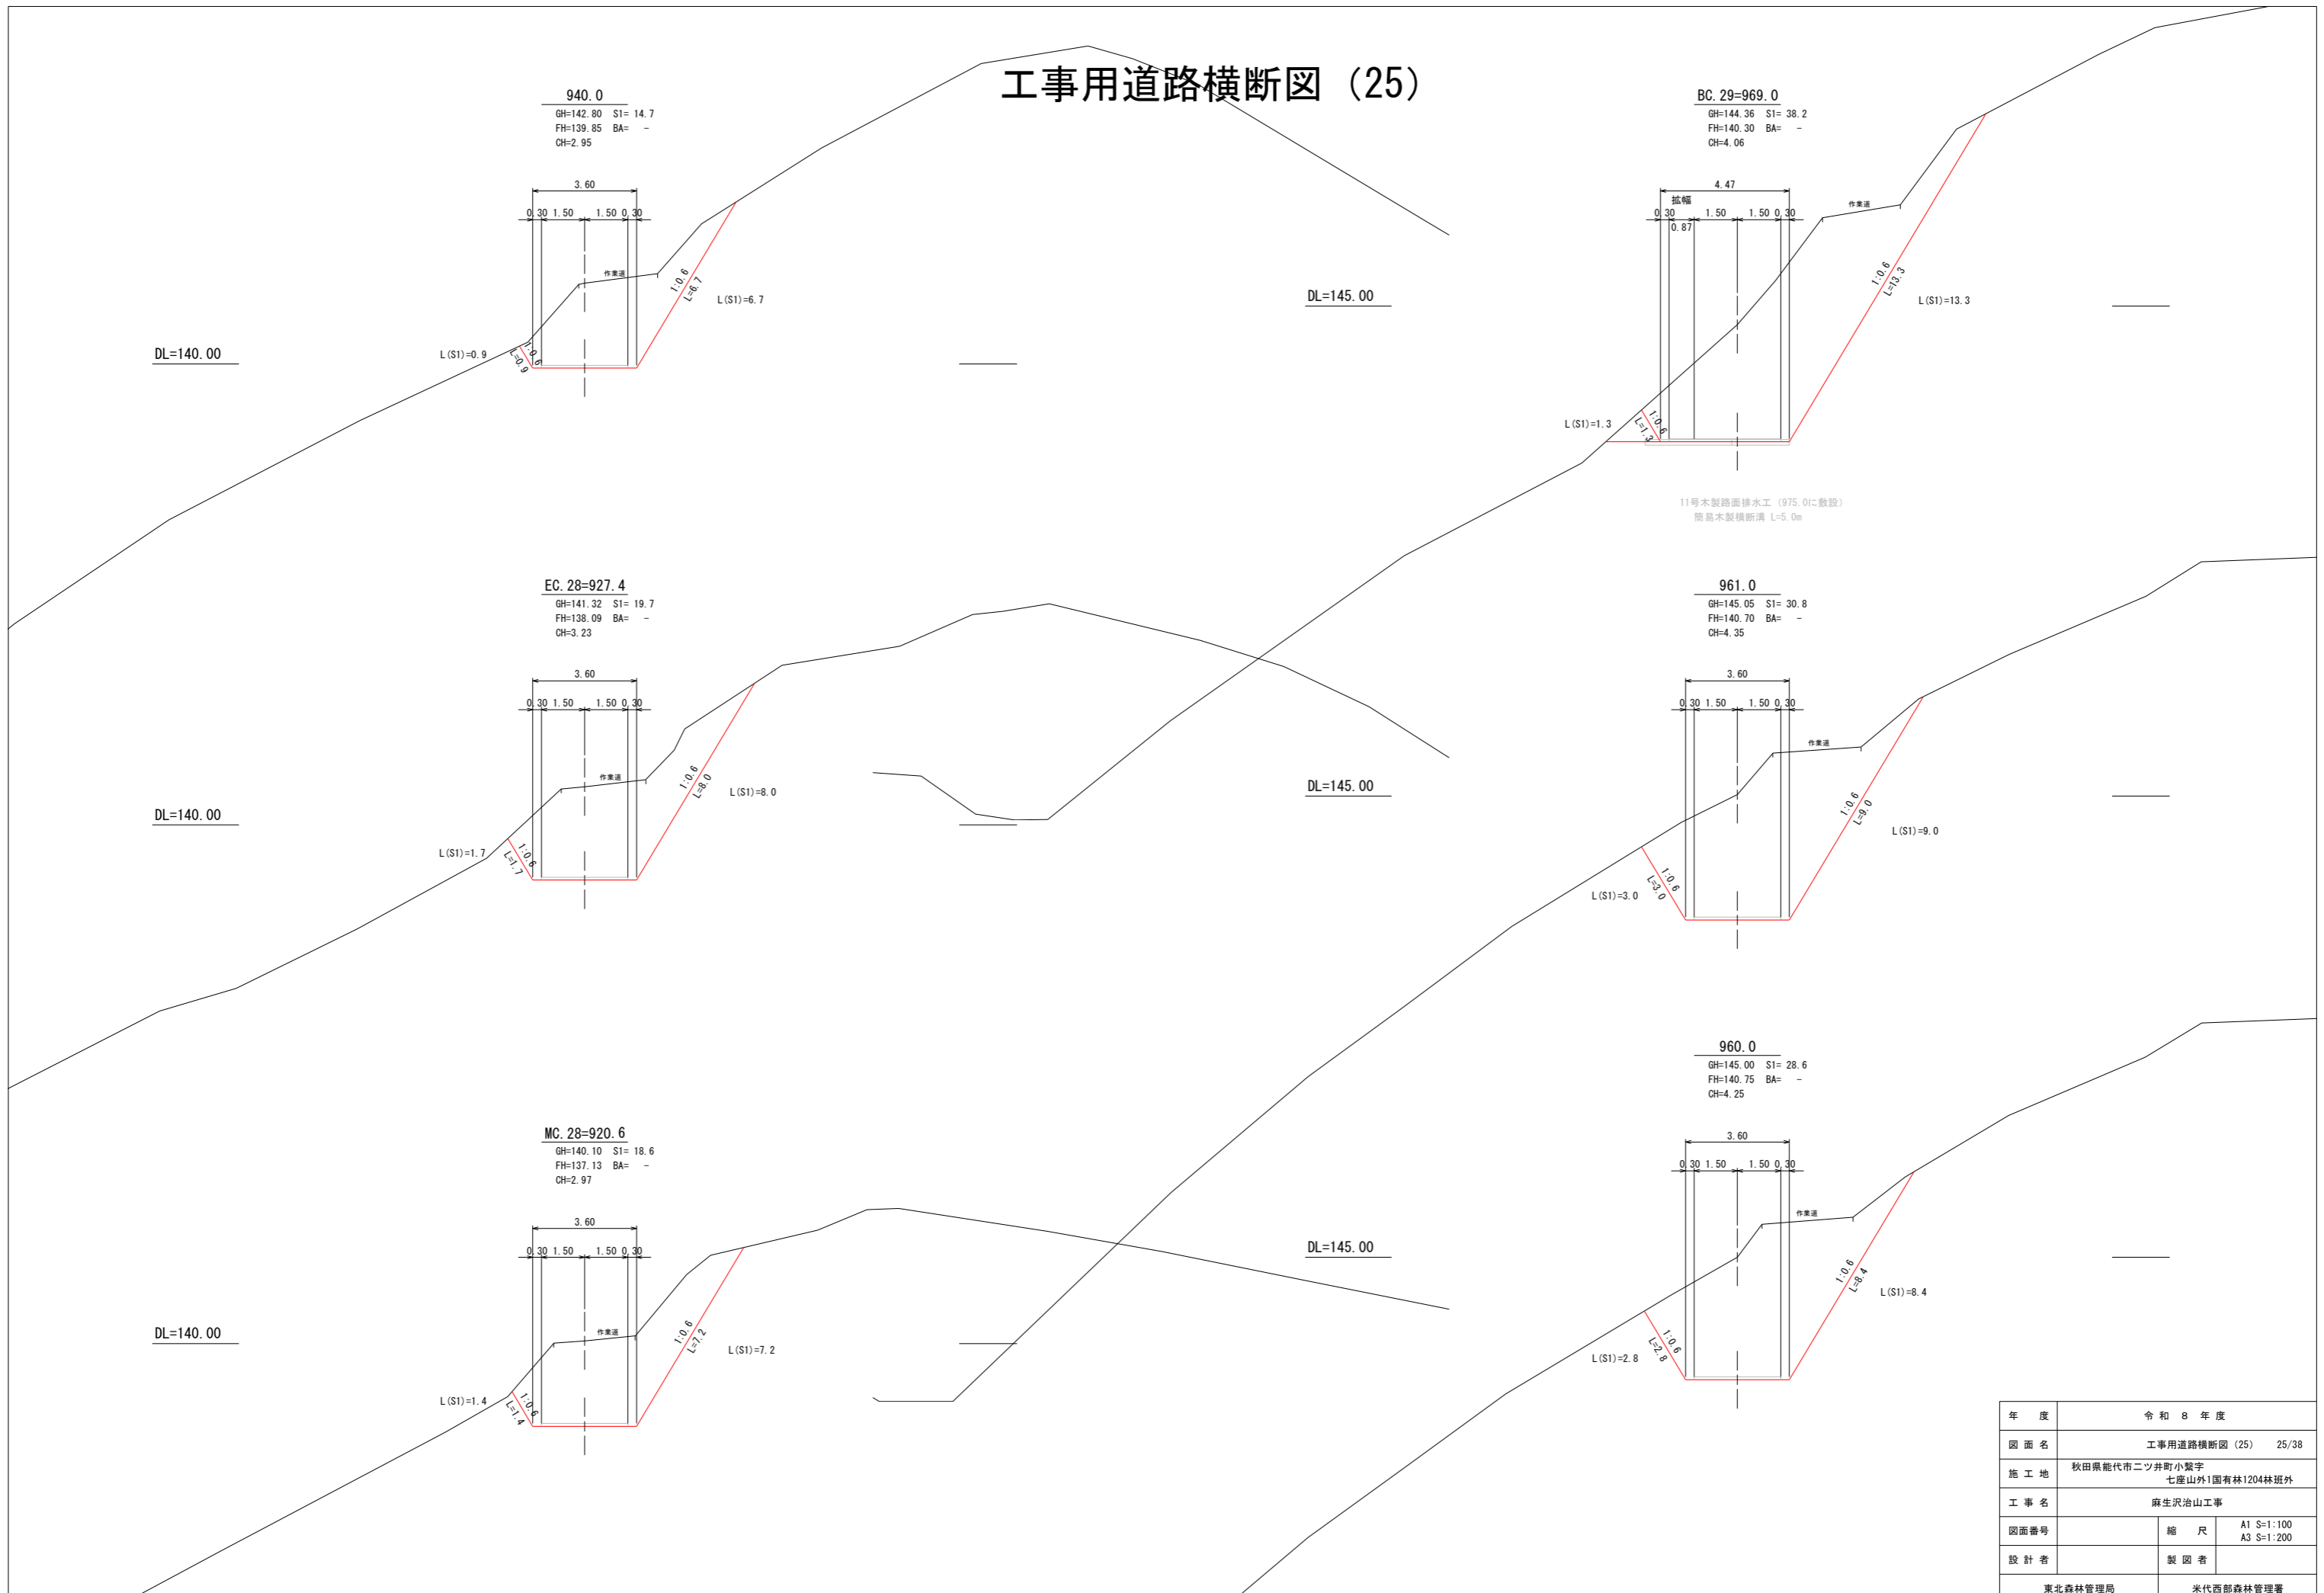 工事用道路横断図（25）
940.0
GH=142.80 S1= 14.7
FH=139.85 BA= -
CH=2.95
3.60
0.30 1.50 1.50 0.30
作業道
1:0.6
L=6.7
L(S1)=6.7
L(S1)=0.9
1:0.6
L=0.9
DL=140.00
EC.28=927.4
GH=141.32 S1= 19.7
FH=138.09 BA= -
CH=3.23
3.60
0.30 1.50 1.50 0.30
作業道
1:0.6
L=8.0
L(S1)=8.0
L(S1)=1.7
1:0.6
L=1.7
DL=140.00
MC.28=920.6
GH=140.10 S1= 18.6
FH=137.13 BA= -
CH=2.97
3.60
0.30 1.50 1.50 0.30
作業道
1:0.6
L=7.2
L(S1)=7.2
L(S1)=1.4
1:0.6
L=1.4
DL=140.00
BC.29=969.0
GH=144.36 S1= 38.2
FH=140.30 BA= -
CH=4.06
4.47
拡幅
0.30 1.50 1.50 0.30
0.87
作業道
DL=145.00
1:0.6
L=13.3
L(S1)=13.3
L(S1)=1.3
1:0.6
L=1.3
11号木製路面排水工（975.0に敷設）
簡易木製横断溝 L=5.0m
961.0
GH=145.05 S1= 30.8
FH=140.70 BA= -
CH=4.35
3.60
0.30 1.50 1.50 0.30
作業道
DL=145.00
1:0.6
L=9.0
L(S1)=9.0
L(S1)=3.0
1:0.6
L=3.0
960.0
GH=145.00 S1= 28.6
FH=140.75 BA= -
CH=4.25
3.60
0.30 1.50 1.50 0.30
作業道
DL=145.00
1:0.6
L=8.4
L(S1)=8.4
L(S1)=2.8
1:0.6
L=2.8
年 度 令和 8 年度
図面名 工事用道路横断図（25） 25/38
施工地 秋田県能代市二ツ井町小繋字
七座山外1国有林1204林班外
工事名 麻生沢治山工事
図面番号 縮 尺 A1 S=1:100
A3 S=1:200
設計者 製図者
東北森林管理局 米代西部森林管理署